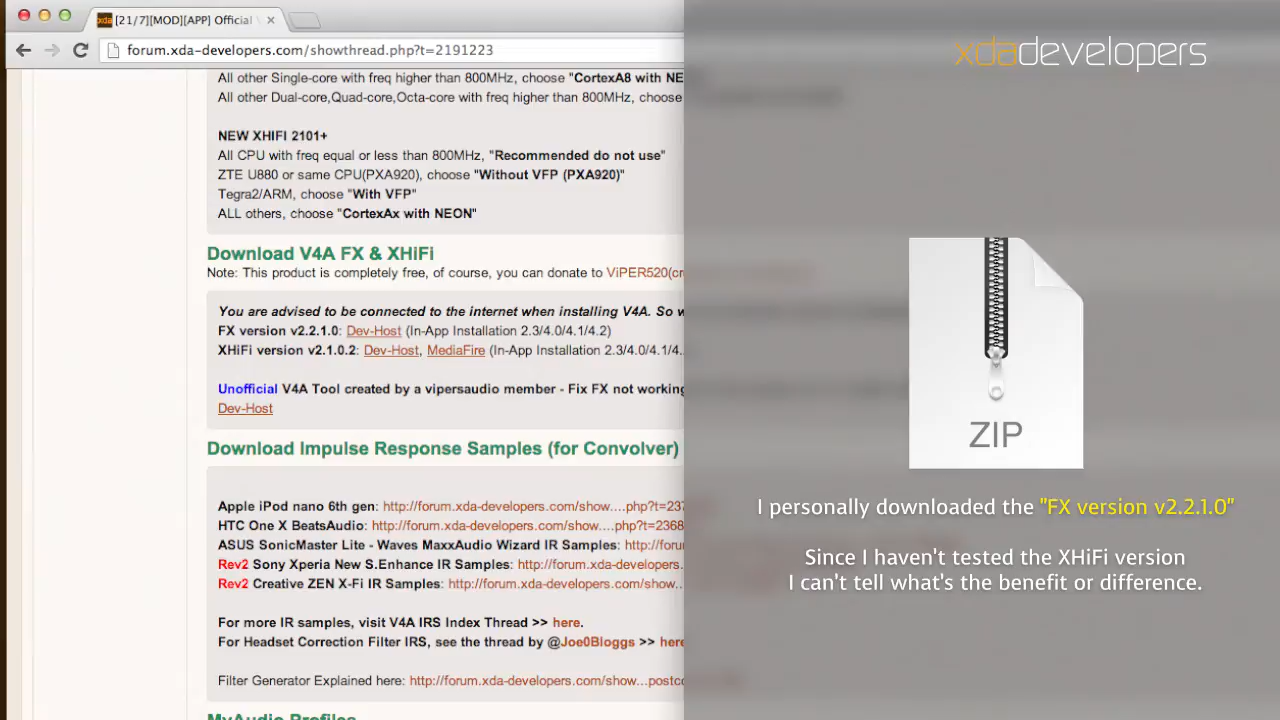 [21/7][MOD][APP] Official
forum.xda-developers.com/showthread.php?t=2191223
xdadevelopers
All other Single-core with freq higher than 800MHz, choose "CortexA8 with NEO
All other Dual-core,Quad-core,Octa-core with freq higher than 800MHz, choose
NEW XHIFI 2101+
All CPU with freq equal or less than 800MHz, "Recommended do not use"
ZTE U880 or same CPU(PXA920), choose "Without VFP (PXA920)"
Tegra2/ARM, choose "With VFP"
ALL others, choose "CortexAx with NEON"
Download V4A FX & XHiFi
Note: This product is completely free, of course, you can donate to ViPER520(cr
You are advised to be connected to the internet when installing V4A. So w
FX version v2.2.1.0: Dev-Host (In-App Installation 2.3/4.0/4.1/4.2)
XHiFi version v2.1.0.2: Dev-Host, MediaFire (In-App Installation 2.3/4.0/4.1/4.
Unofficial V4A Tool created by a vipersaudio member - Fix FX not working
Dev-Host
Download Impulse Response Samples (for Convolver)
Apple iPod nano 6th gen: http://forum.xda-developers.com/show....php?t=237
HTC One X BeatsAudio: http://forum.xda-developers.com/show....php?t=2368
ASUS SonicMaster Lite - Waves MaxxAudio Wizard IR Samples: http://foru
Rev2 Sony Xperia New S.Enhance IR Samples: http://forum.xda-developers.
Rev2 Creative ZEN X-Fi IR Samples: http://forum.xda-developers.com/show...
For more IR samples, visit V4A IRS Index Thread >> here.
For Headset Correction Filter IRS, see the thread by @Joe0Bloggs >> here
Filter Generator Explained here: http://forum.xda-developers.com/show...postco
MyAudio Profiles
ZIP
I personally downloaded the "FX version v2.2.1.0"
Since I haven't tested the XHiFi version
I can't tell what's the benefit or difference.